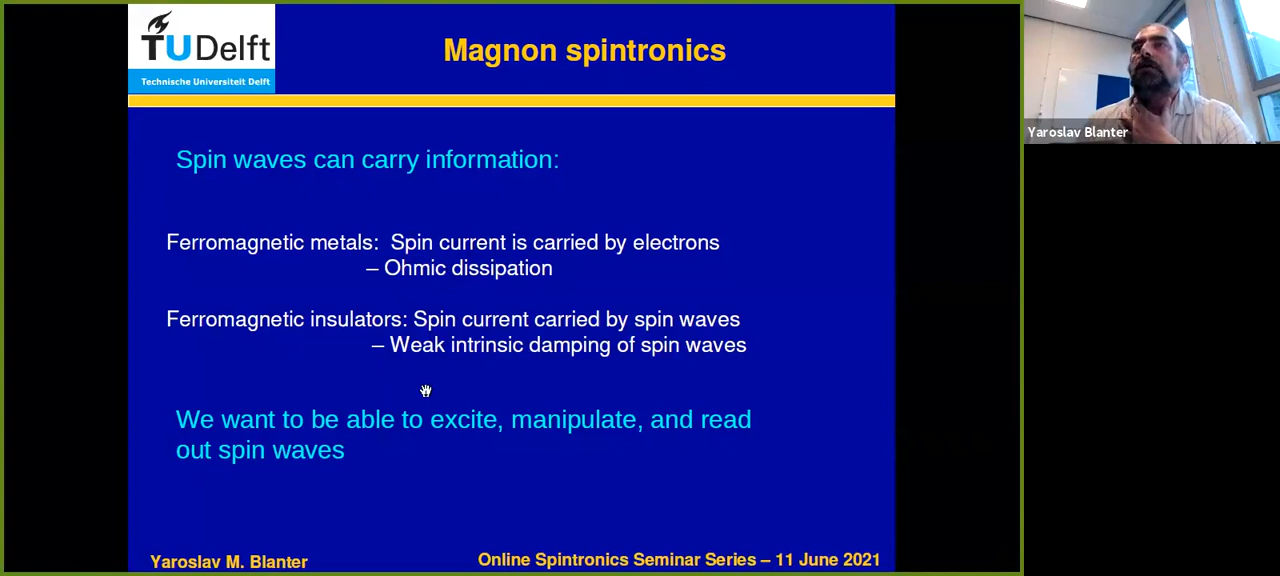 TUDelft
Technische Universiteit Delft
Magnon spintronics
Spin waves can carry information:
Ferromagnetic metals: Spin current is carried by electrons
– Ohmic dissipation
Ferromagnetic insulators: Spin current carried by spin waves
– Weak intrinsic damping of spin waves
We want to be able to excite, manipulate, and read
out spin waves
Yaroslav M. Blanter
Online Spintronics Seminar Series – 11 June 2021
Yaroslav Blanter